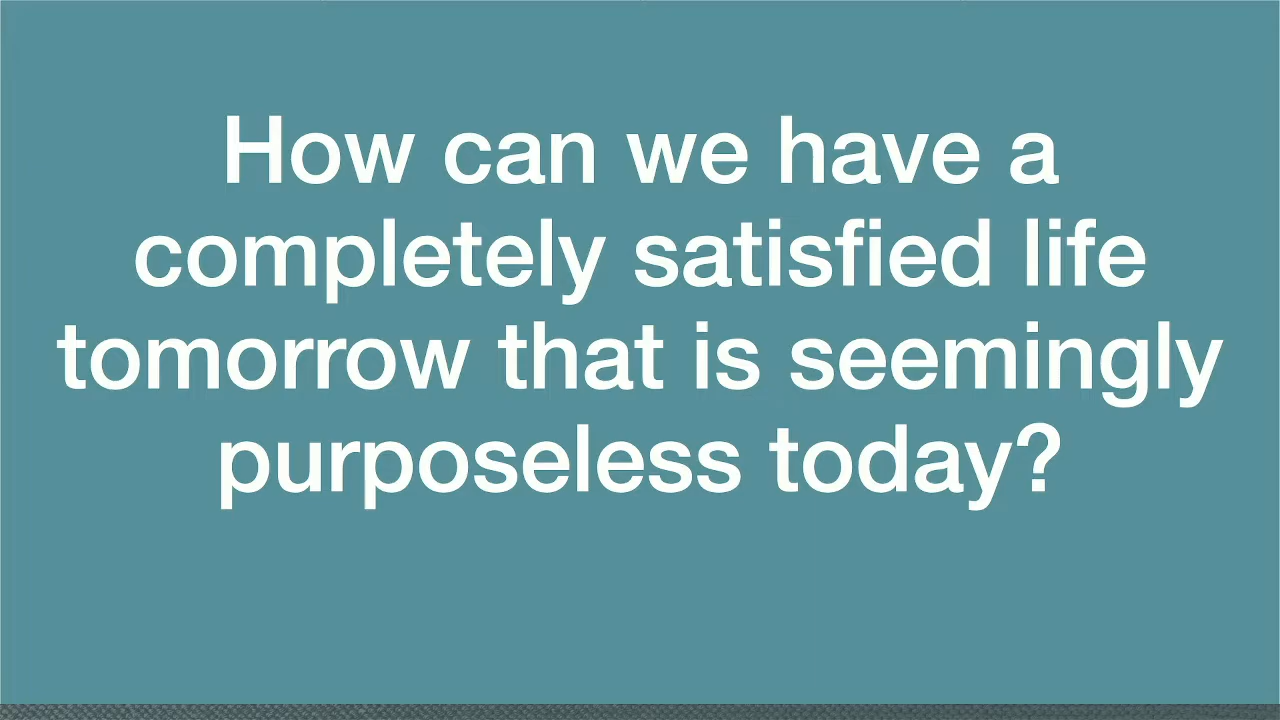 How can we have a
completely satisfied life
tomorrow that is seemingly
purposeless today?